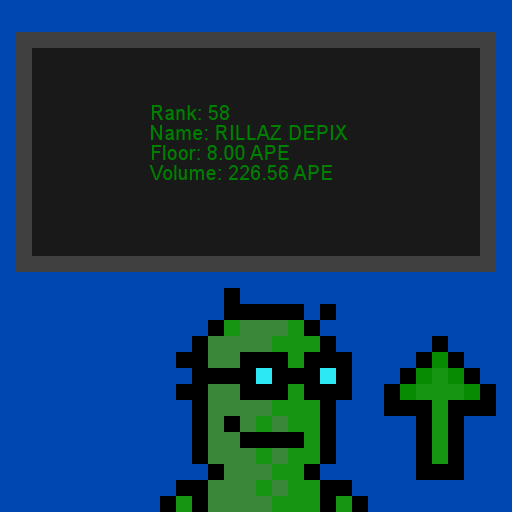 Rank: 58
Name: RILLAZ DEPIX
Floor: 8.00 APE
Volume: 226.56 APE